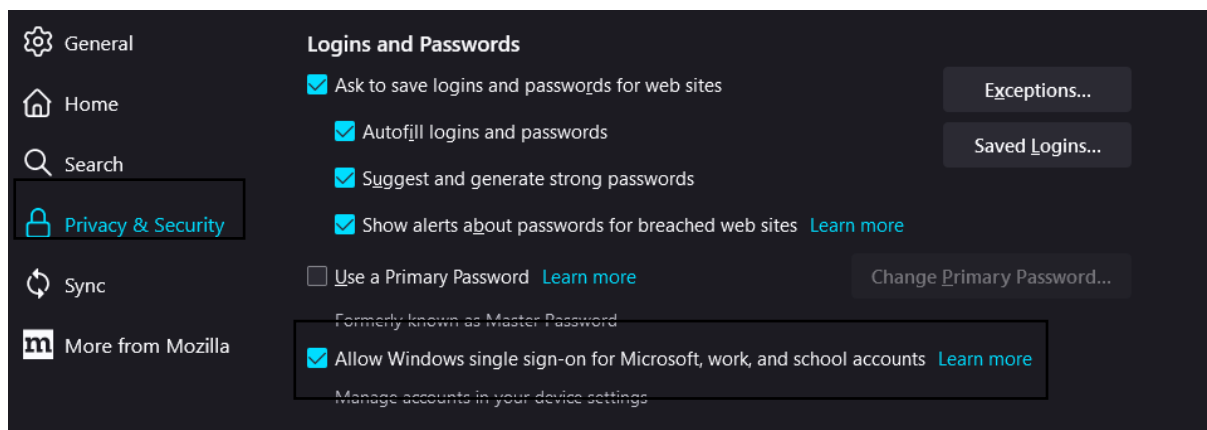 General
Home
Search
Privacy & Security
Sync
m More from Mozilla
Logins and Passwords
Ask to save logins and passwords for web sites
Exceptions...
Autofill logins and passwords
Saved Logins...
Suggest and generate strong passwords
Show alerts about passwords for breached web sites Learn more
Use a Primary Password Learn more
Change Primary Password...
Formerly known as Master Password
Allow Windows single sign-on for Microsoft, work, and school accounts Learn more
Manage accounts in your device settings